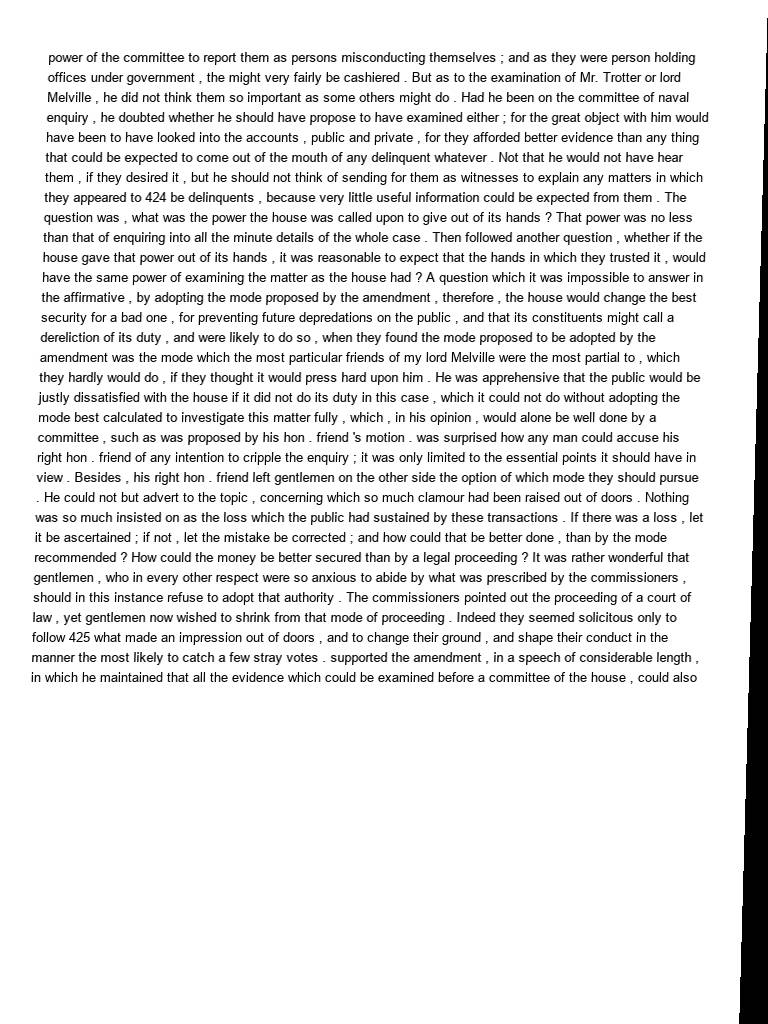 power of the committee to report them as persons misconducting themselves ; and as they were person holding
offices under government , the might very fairly be cashiered . But as to the examination of Mr. Trotter or lord
Melville , he did not think them so important as some others might do . Had he been on the committee of naval
enquiry , he doubted whether he should have propose to have examined either ; for the great object with him would
have been to have looked into the accounts , public and private , for they afforded better evidence than any thing
that could be expected to come out of the mouth of any delinquent whatever . Not that he would not have hear
them , if they desired it , but he should not think of sending for them as witnesses to explain any matters in which
they appeared to 424 be delinquents , because very little useful information could be expected from them . The
question was , what was the power the house was called upon to give out of its hands ? That power was no less
than that of enquiring into all the minute details of the whole case . Then followed another question , whether if the
house gave that power out of its hands , it was reasonable to expect that the hands in which they trusted it , would
have the same power of examining the matter as the house had ? A question which it was impossible to answer in
the affirmative , by adopting the mode proposed by the amendment , therefore , the house would change the best
security for a bad one , for preventing future depredations on the public , and that its constituents might call a
dereliction of its duty , and were likely to do so , when they found the mode proposed to be adopted by the
amendment was the mode which the most particular friends of my lord Melville were the most partial to , which
they hardly would do , if they thought it would press hard upon him . He was apprehensive that the public would be
justly dissatisfied with the house if it did not do its duty in this case , which it could not do without adopting the
mode best calculated to investigate this matter fully , which , in his opinion , would alone be well done by a
committee , such as was proposed by his hon . friend 's motion . was surprised how any man could accuse his
right hon . friend of any intention to cripple the enquiry ; it was only limited to the essential points it should have in
view . Besides , his right hon . friend left gentlemen on the other side the option of which mode they should pursue
. He could not but advert to the topic , concerning which so much clamour had been raised out of doors . Nothing
was so much insisted on as the loss which the public had sustained by these transactions . If there was a loss , let
it be ascertained ; if not , let the mistake be corrected ; and how could that be better done , than by the mode
recommended ? How could the money be better secured than by a legal proceeding ? It was rather wonderful that
gentlemen , who in every other respect were so anxious to abide by what was prescribed by the commissioners ,
should in this instance refuse to adopt that authority . The commissioners pointed out the proceeding of a court of
law , yet gentlemen now wished to shrink from that mode of proceeding . Indeed they seemed solicitous only to
follow 425 what made an impression out of doors , and to change their ground , and shape their conduct in the
manner the most likely to catch a few stray votes . supported the amendment , in a speech of considerable length ,
in which he maintained that all the evidence which could be examined before a committee of the house , could also